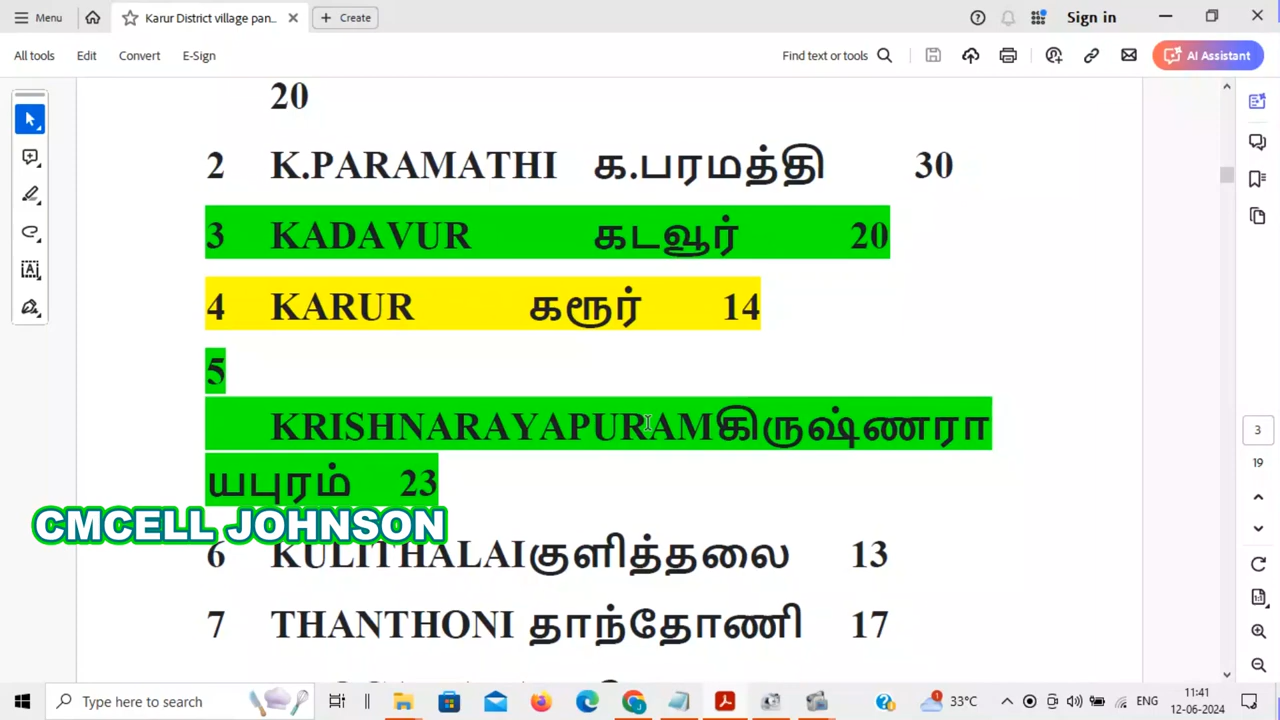 Menu
Karur District village pan...
Create
Sign in
All tools
Edit
Convert
E-Sign
Find text or tools
AI Assistant
20
2 K.PARAMATHI க.பரமத்தி 30
3 KADAVUR கடவூர் 20
4 KARUR கரூர் 14
5
KRISHNARAYAPURAMகிருஷ்ணரா
யபுரம் 23
CMCELL JOHNSON
6 KULITHALAIகுளித்தலை 13
7 THANTHONI தாந்தோணி 17
3
19
Type here to search
33°C
ENG
11:41
12-06-2024